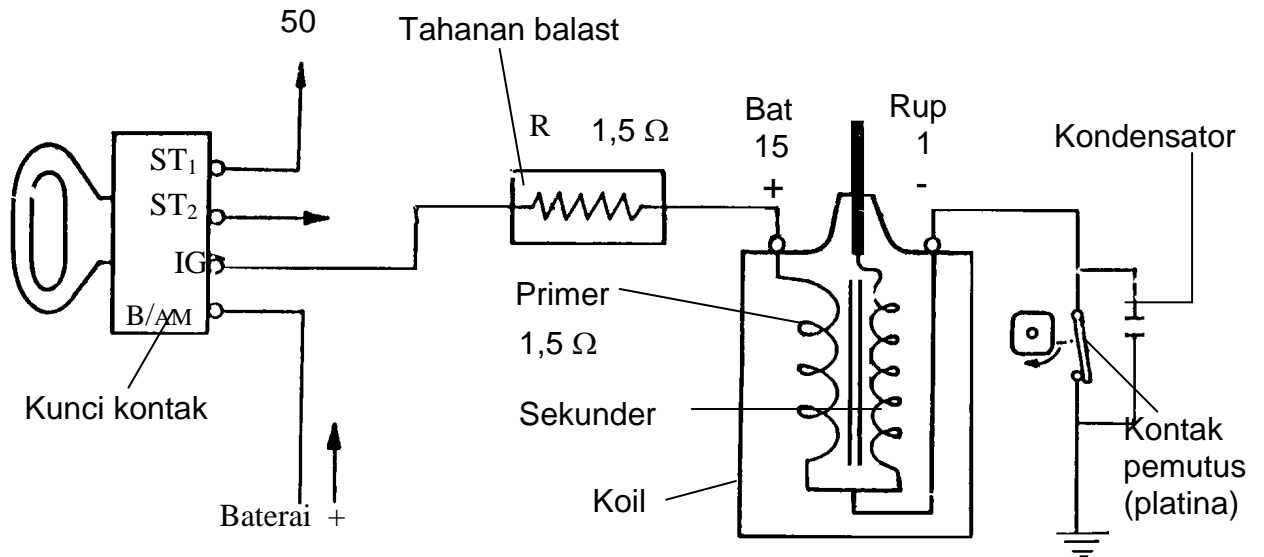 50
Tahanan balast
R 1,5 Ω
Bat
15
+
Rup
1
-
Kondensator
ST1
ST2
IG
B/AM
Kunci kontak
Baterai +
Primer
1,5 Ω
Sekunder
Koil
Kontak
pemutus
(platina)